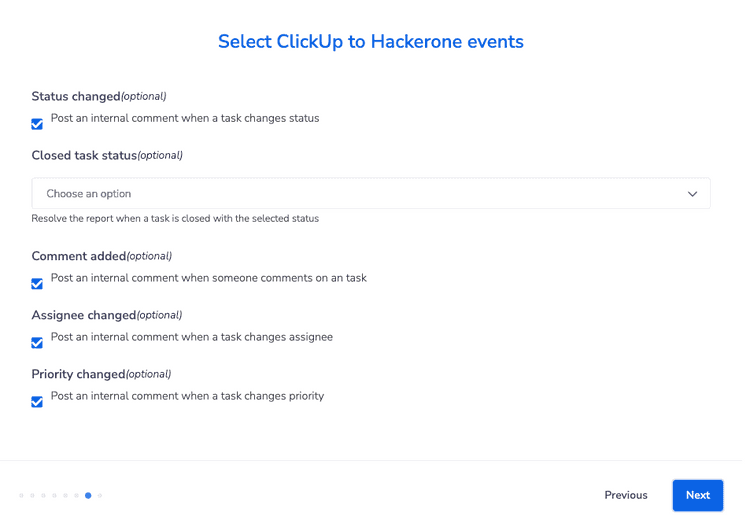 Select ClickUp to Hackerone events
Status changed(optional)
Post an internal comment when a task changes status
Closed task status(optional)
Choose an option
Resolve the report when a task is closed with the selected status
Comment added(optional)
Post an internal comment when someone comments on an task
Assignee changed(optional)
Post an internal comment when a task changes assignee
Priority changed(optional)
Post an internal comment when a task changes priority
Previous
Next